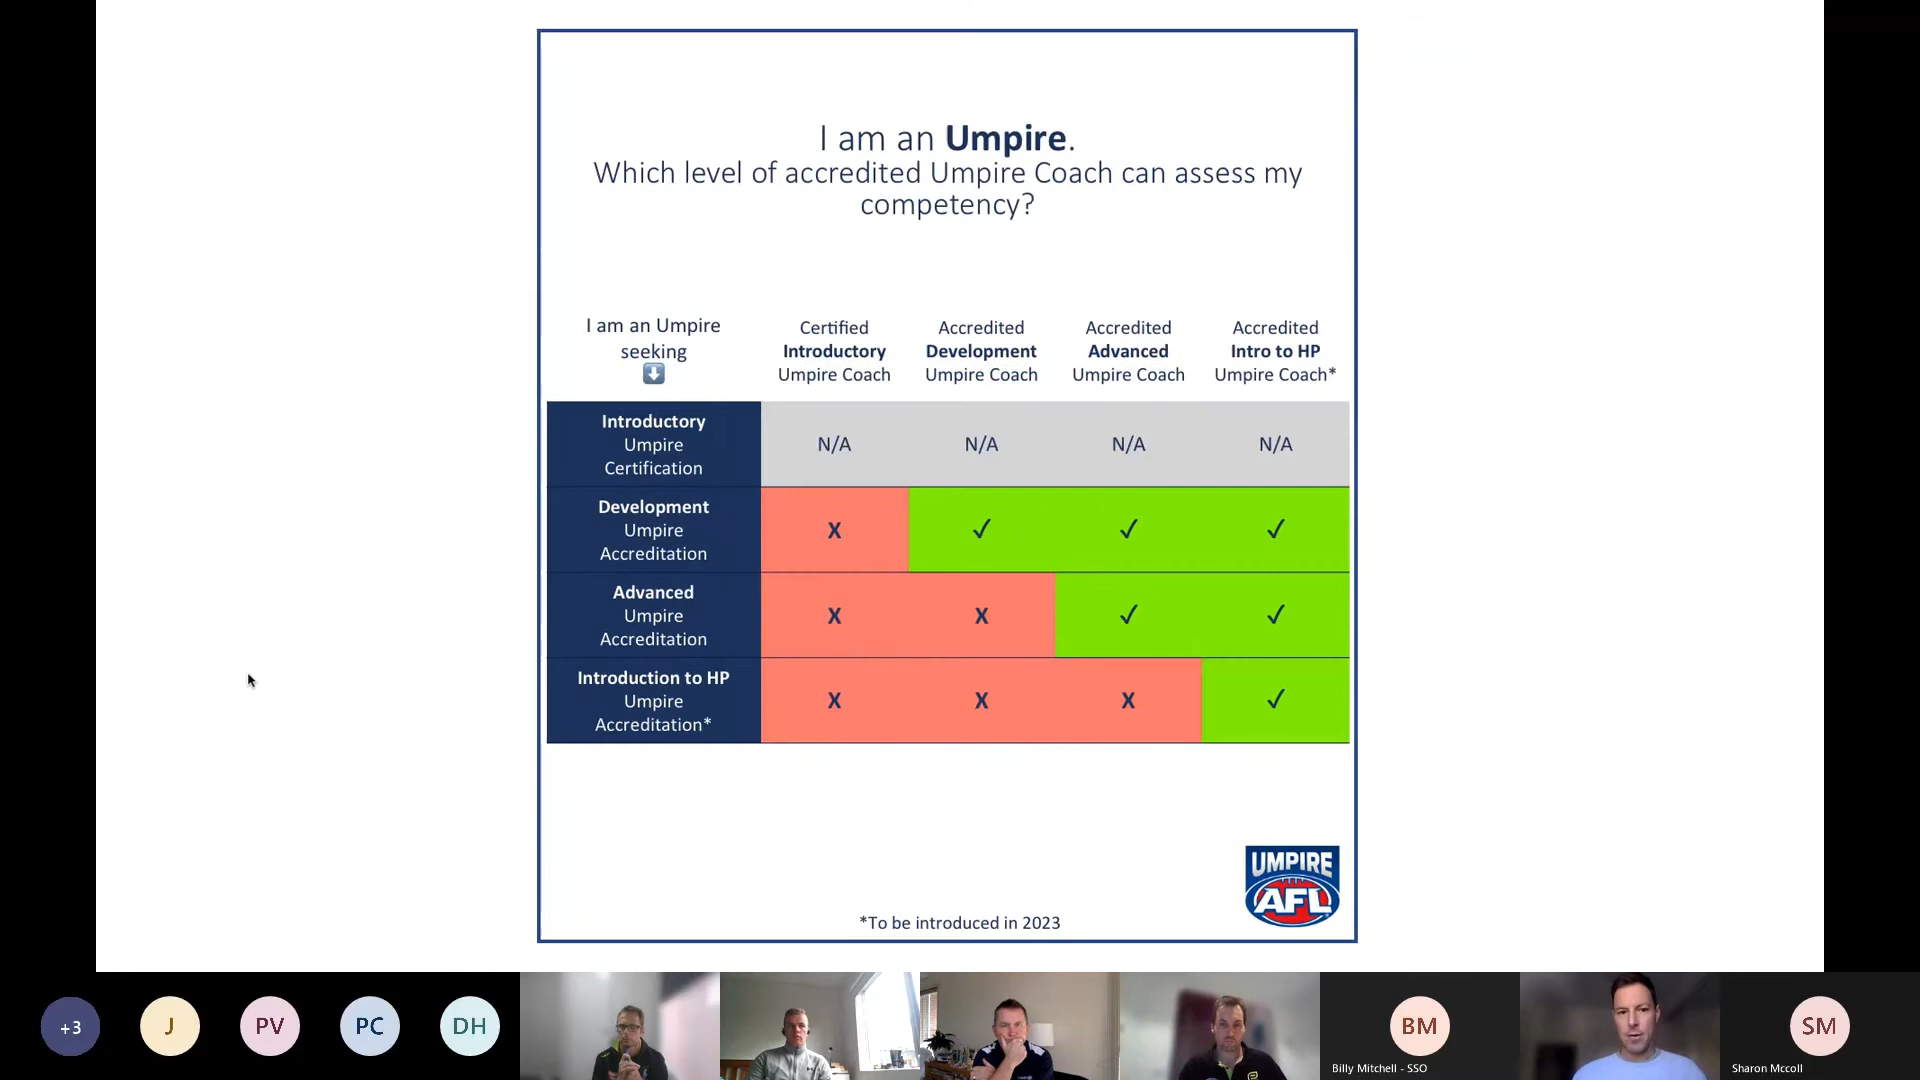 I am an Umpire.
Which level of accredited Umpire Coach can assess my
competency?
I am an Umpire
seeking
Certified
Introductory
Umpire Coach
Accredited
Development
Umpire Coach
Accredited
Advanced
Umpire Coach
Accredited
Intro to HP
Umpire Coach*
Introductory
Umpire
Certification
N/A
N/A
N/A
N/A
Development
Umpire
Accreditation
X
✓
✓
✓
Advanced
Umpire
Accreditation
X
X
✓
✓
Introduction to HP
Umpire
Accreditation*
X
X
X
✓
UMPIRE
AFL
*To be introduced in 2023
+3
J
PV
PC
DH
BM
Billy Mitchell - SSO
SM
Sharon Mccoll